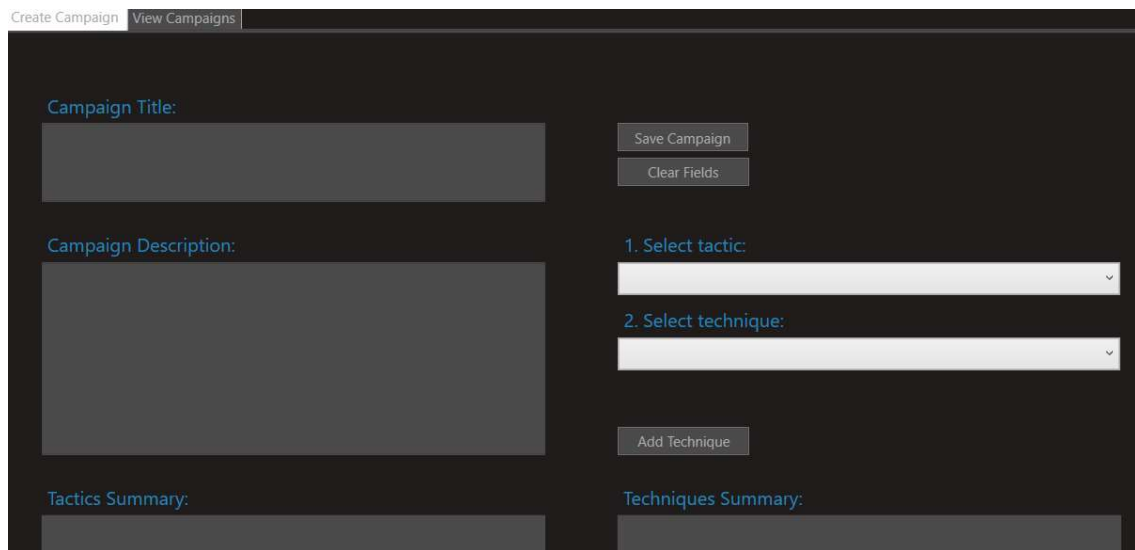 Create Campaign View Campaigns
Campaign Title:
Save Campaign
Clear Fields
Campaign Description:
1. Select tactic:
2. Select technique:
Add Technique
Tactics Summary:
Techniques Summary: